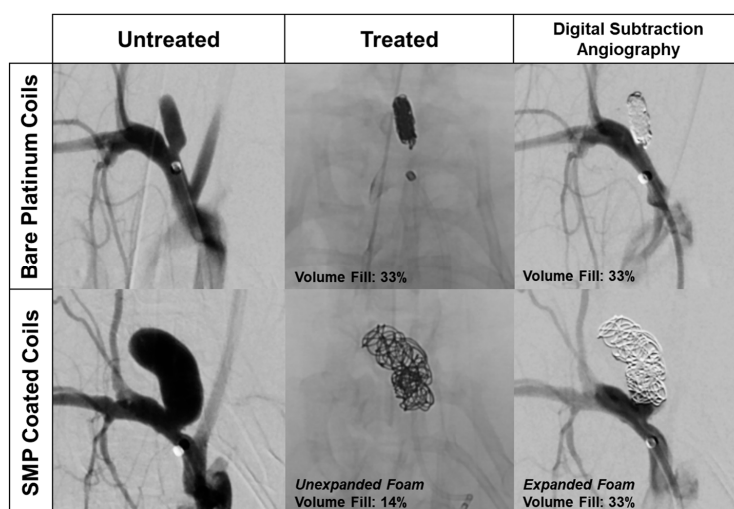 Untreated
Treated
Digital Subtraction
Angiography
Bare Platinum Coils
Volume Fill: 33%
Volume Fill: 33%
SMP Coated Coils
Unexpanded Foam
Volume Fill: 14%
Expanded Foam
Volume Fill: 33%